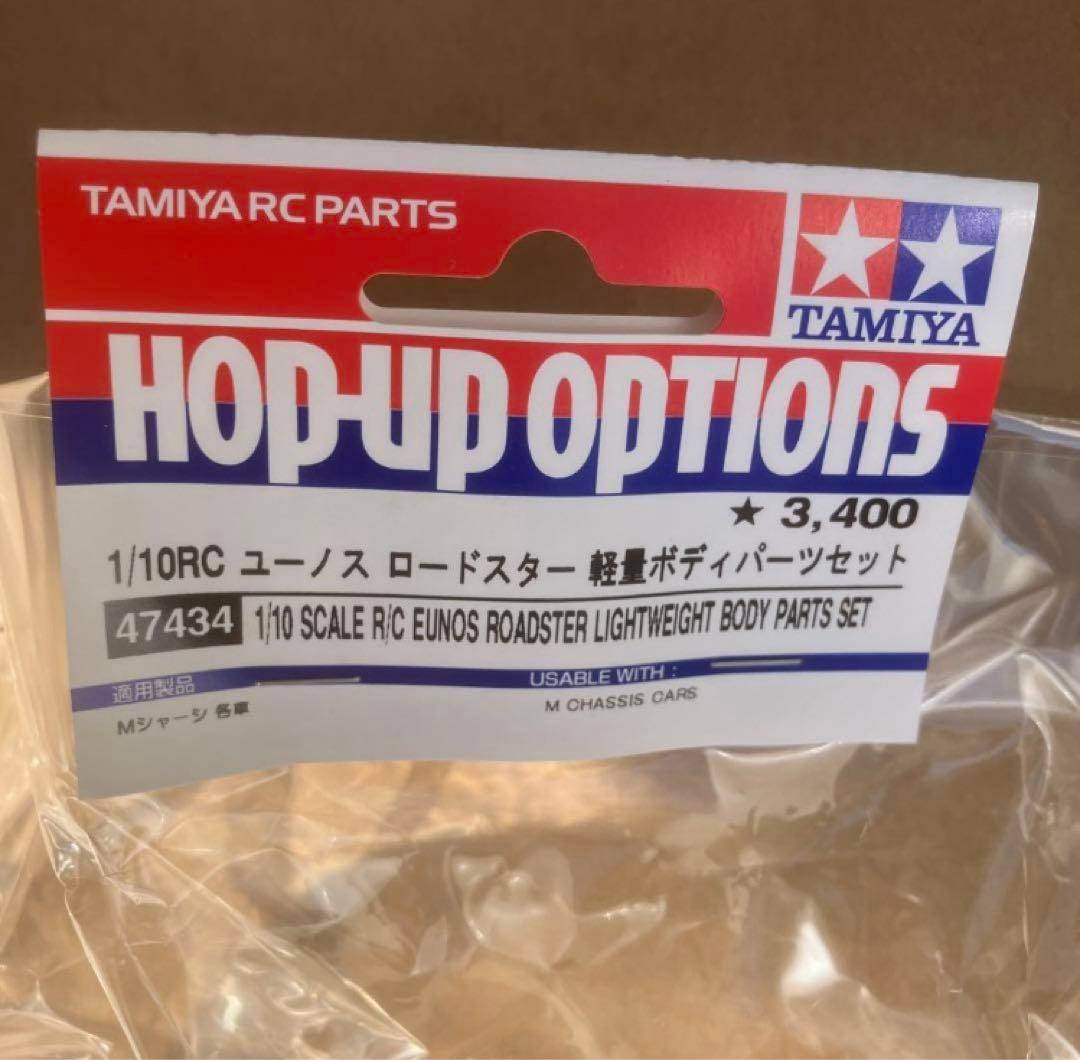 TAMIYA RC PARTS
TAMIYA
HOP-UP OPTIONS
★ 3,400
1/10RC ユーノス ロードスター 軽量ボディパーツセット
47434 1/10 SCALE R/C EUNOS ROADSTER LIGHTWEIGHT BODY PARTS SET
適用製品 USABLE WITH :
Mシャーシ 各車 M CHASSIS CARS